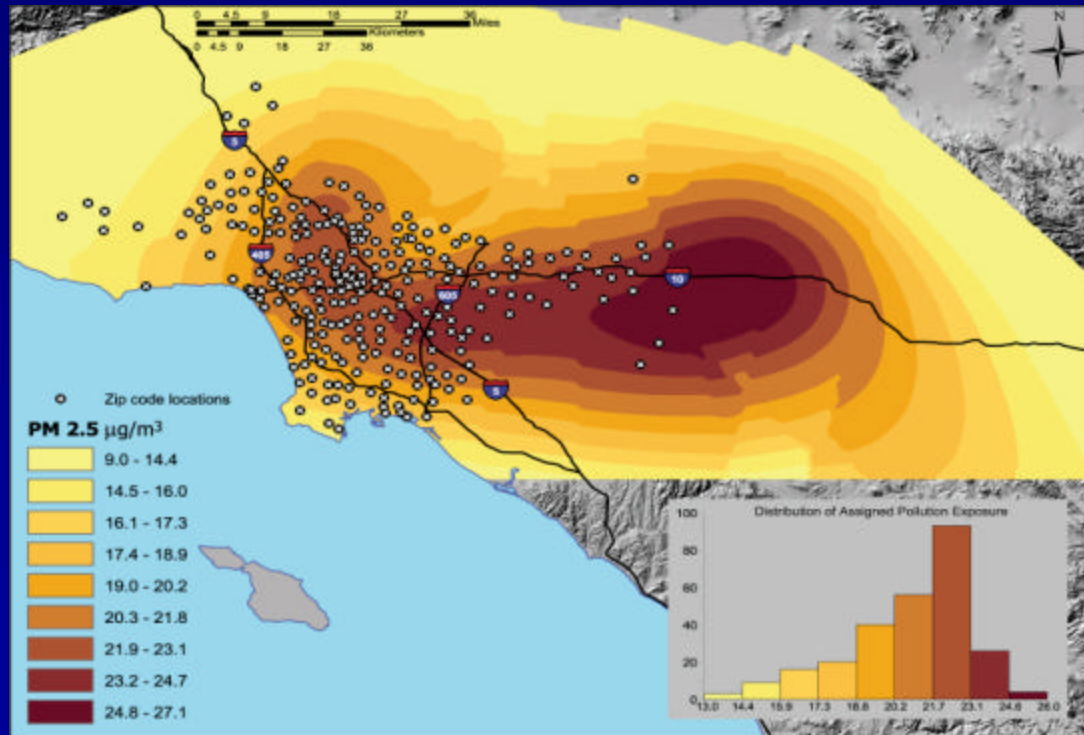 0 4.5 9 18 27 36
Miles
Kilometers
0 4.5 9 18 27 36
N
5
405
605
10
5
Zip code locations
PM 2.5 µg/m³
9.0 - 14.4
14.5 - 16.0
16.1 - 17.3
17.4 - 18.9
19.0 - 20.2
20.3 - 21.8
21.9 - 23.1
23.2 - 24.7
24.8 - 27.1
Distribution of Assigned Pollution Exposure
100
80
60
40
20
0
13.0 14.4 15.9 17.3 18.8 20.2 21.7 23.1 24.6 26.0